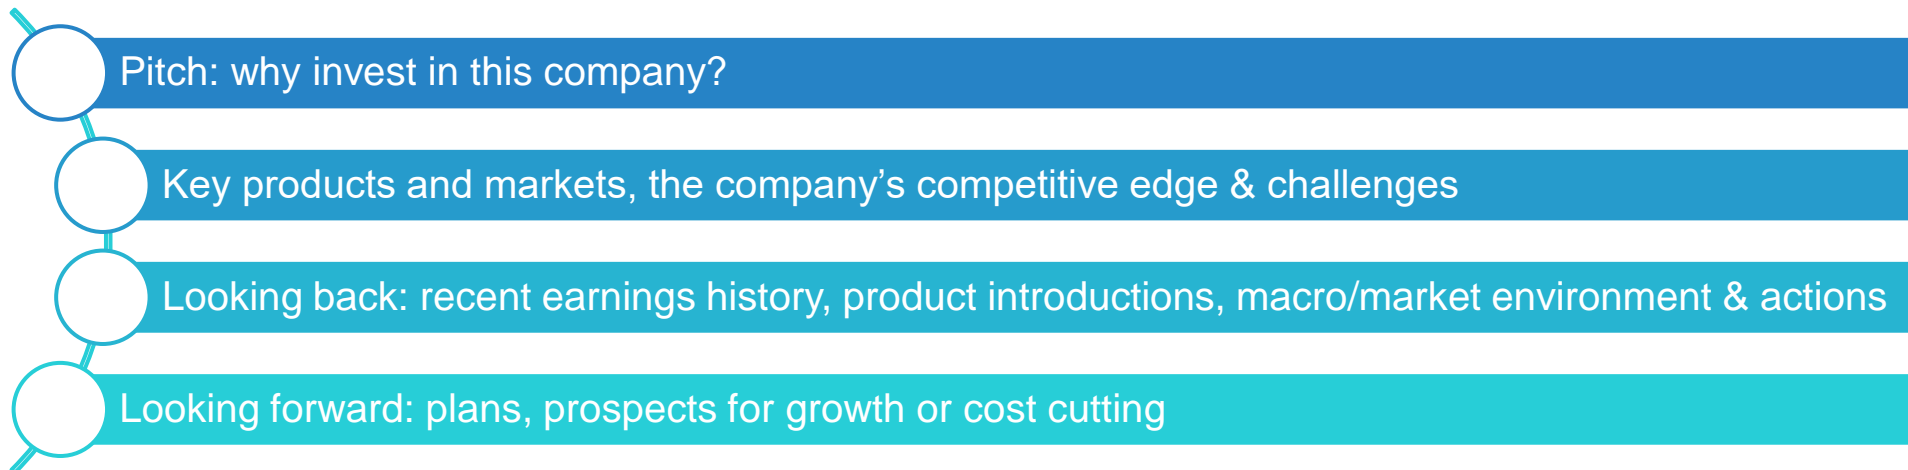 Pitch: why invest in this company?
Key products and markets, the company’s competitive edge & challenges
Looking back: recent earnings history, product introductions, macro/market environment & actions
Looking forward: plans, prospects for growth or cost cutting